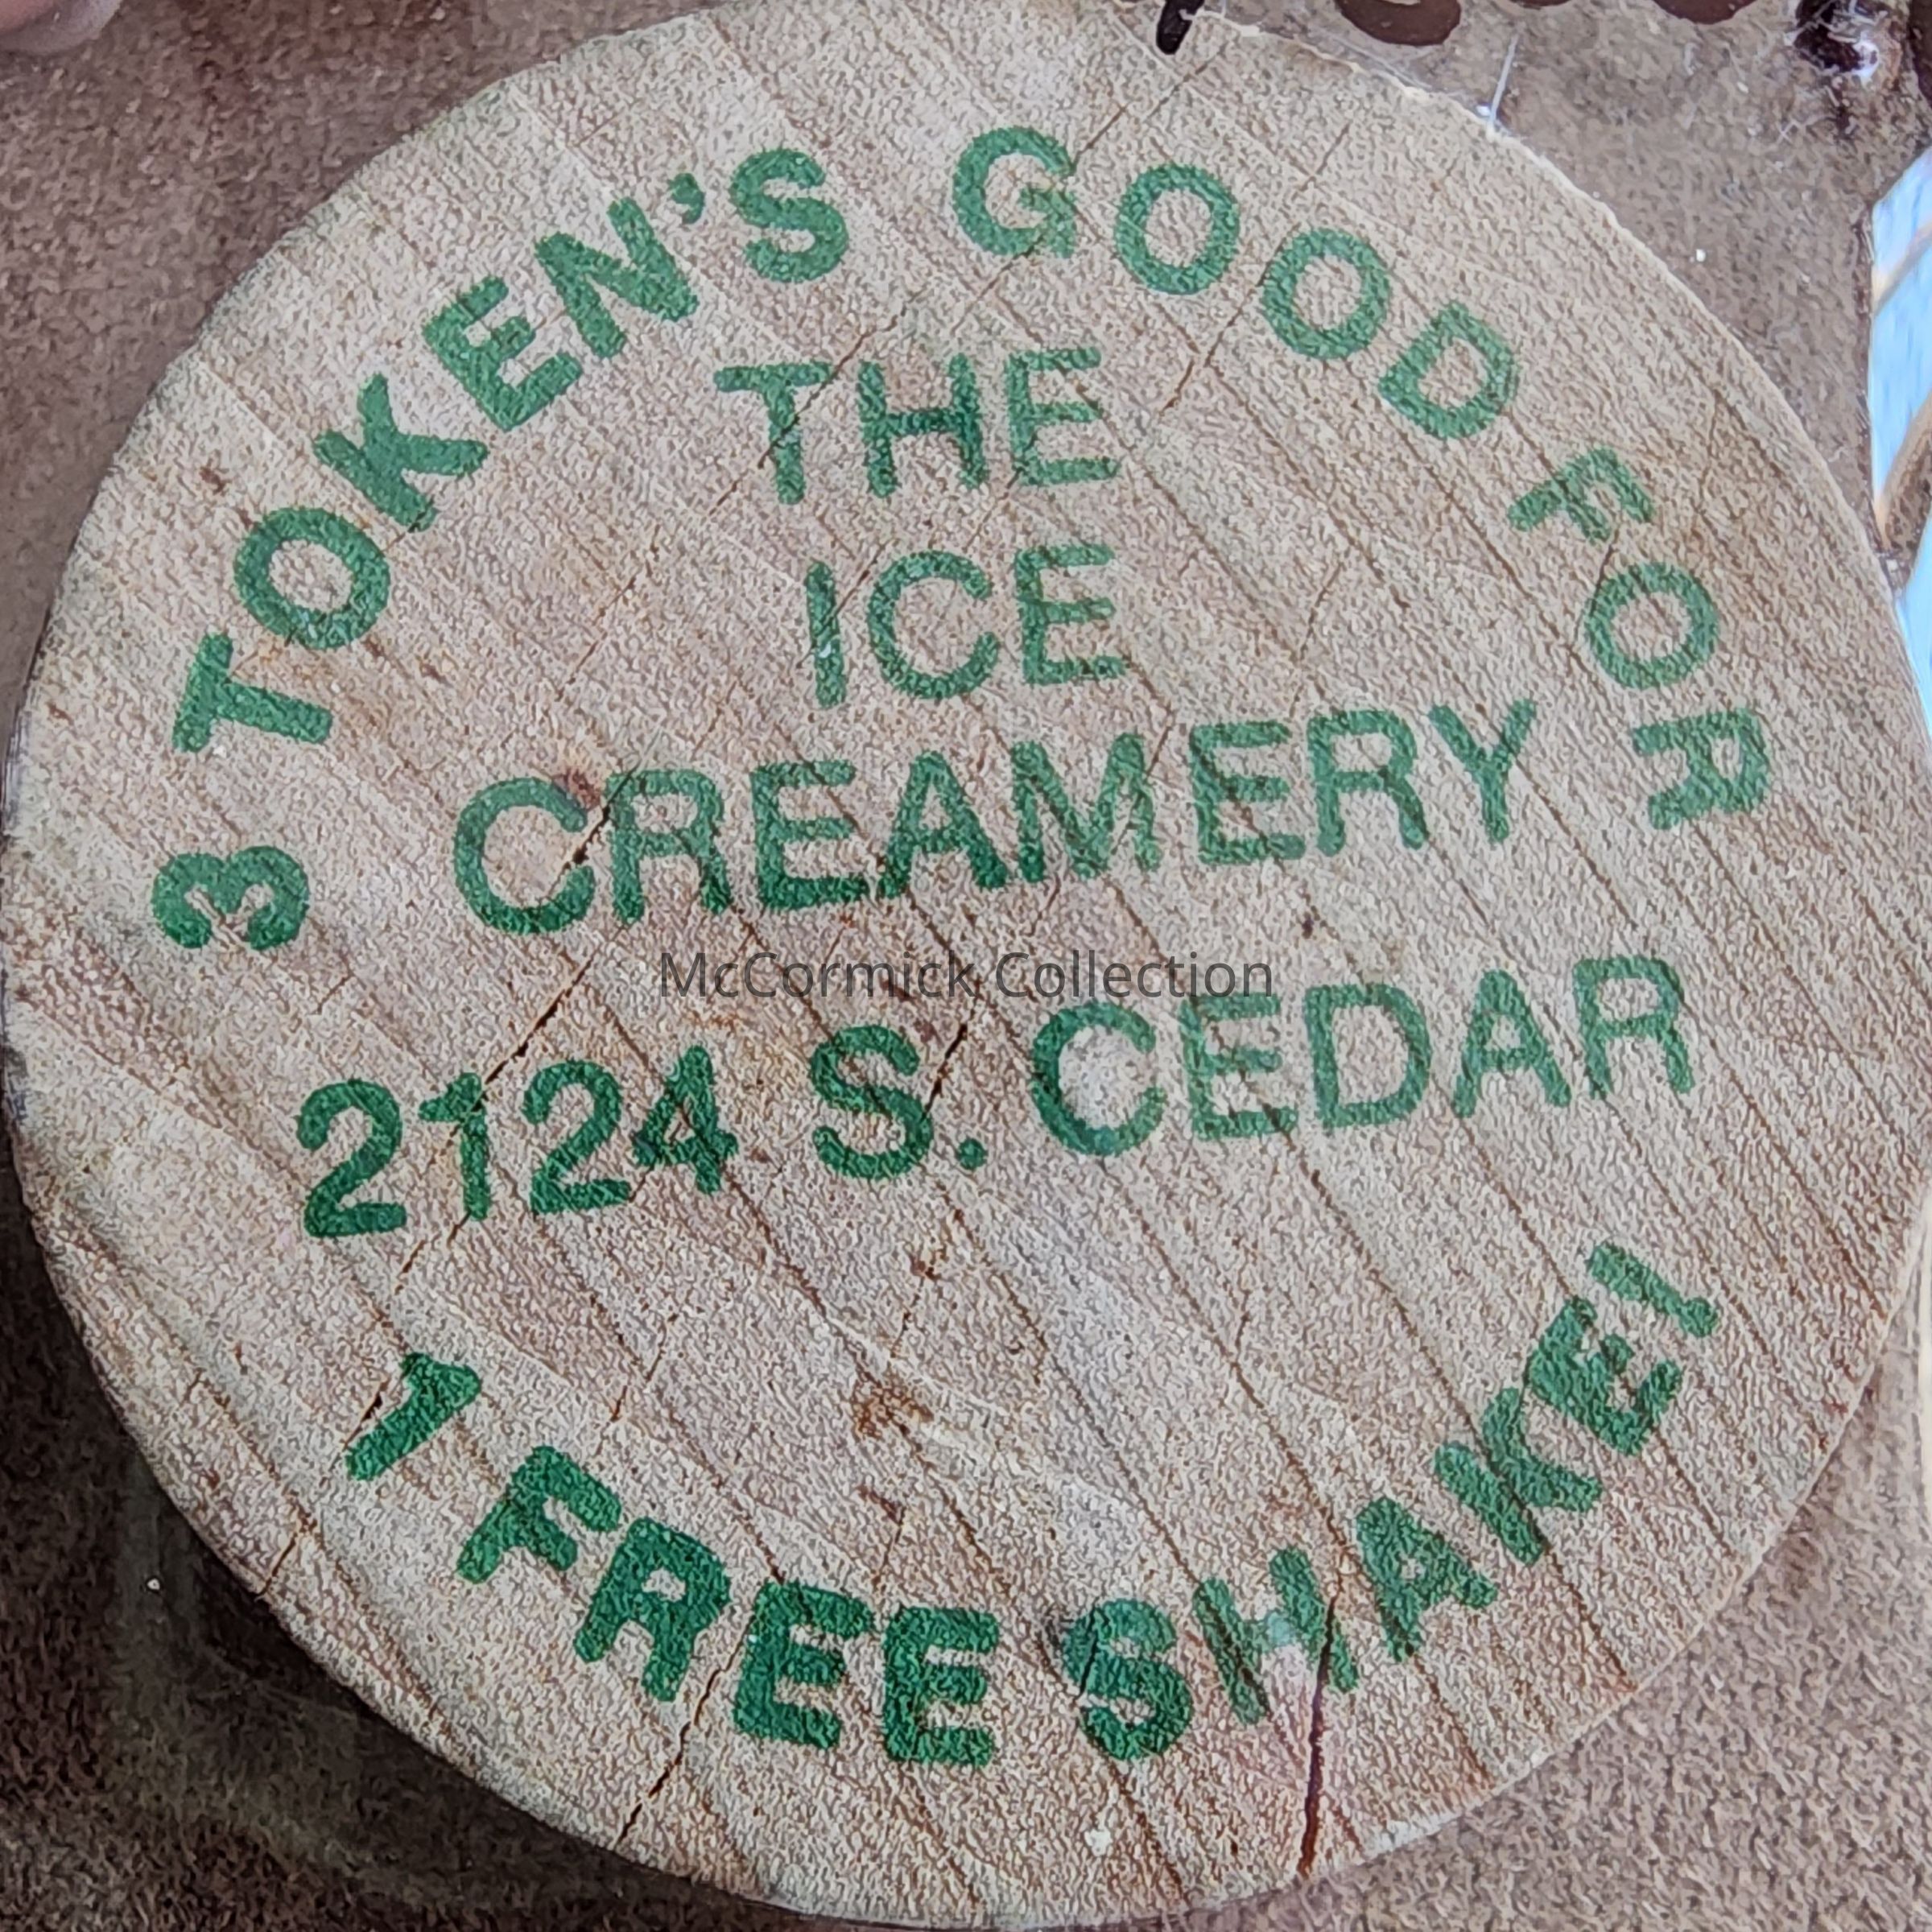 3 TOKEN'S GOOD FOR
THE
ICE
CREAMERY
McCormick Collection
2124 S. CEDAR
1 FREE SHAKE!